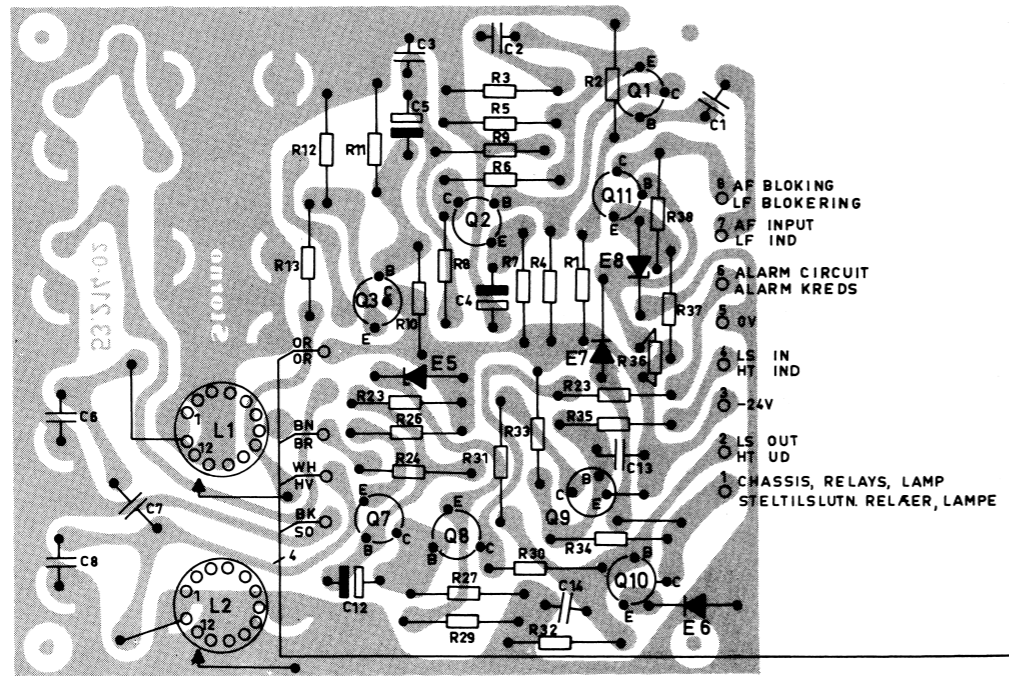 C3
C2
R3
R2
E
Q1
C
B
C1
C5
R5
R9
R6
R12
R11
C
B
Q2
E
C
Q11
B
E
R38
8 AF BLOKING
LF BLOKERING
7 AF INPUT
LF IND
6 ALARM CIRCUIT
ALARM KREDS
5 0V
4 LS IN
HT IND
3 -24V
2 LS OUT
HT UD
1 CHASSIS, RELAYS, LAMP
STELTILSLUTN. RELÆER, LAMPE
R13
B
Q3
C
E
R10
R8
C4
R7
R4
R1
E8
R37
E7
R36
53.214-02
Storno
OR
OR
E5
R23
R26
R24
R23
R35
R33
R31
C13
C6
1
L1
12
BN
BR
WH
HV
BK
SO
4
C7
C8
E
Q7
B
C
E
Q8
B
C
B
C
E
Q9
R34
B
Q10
C
E
1
L2
12
C12
R30
R27
R29
C14
R32
E6